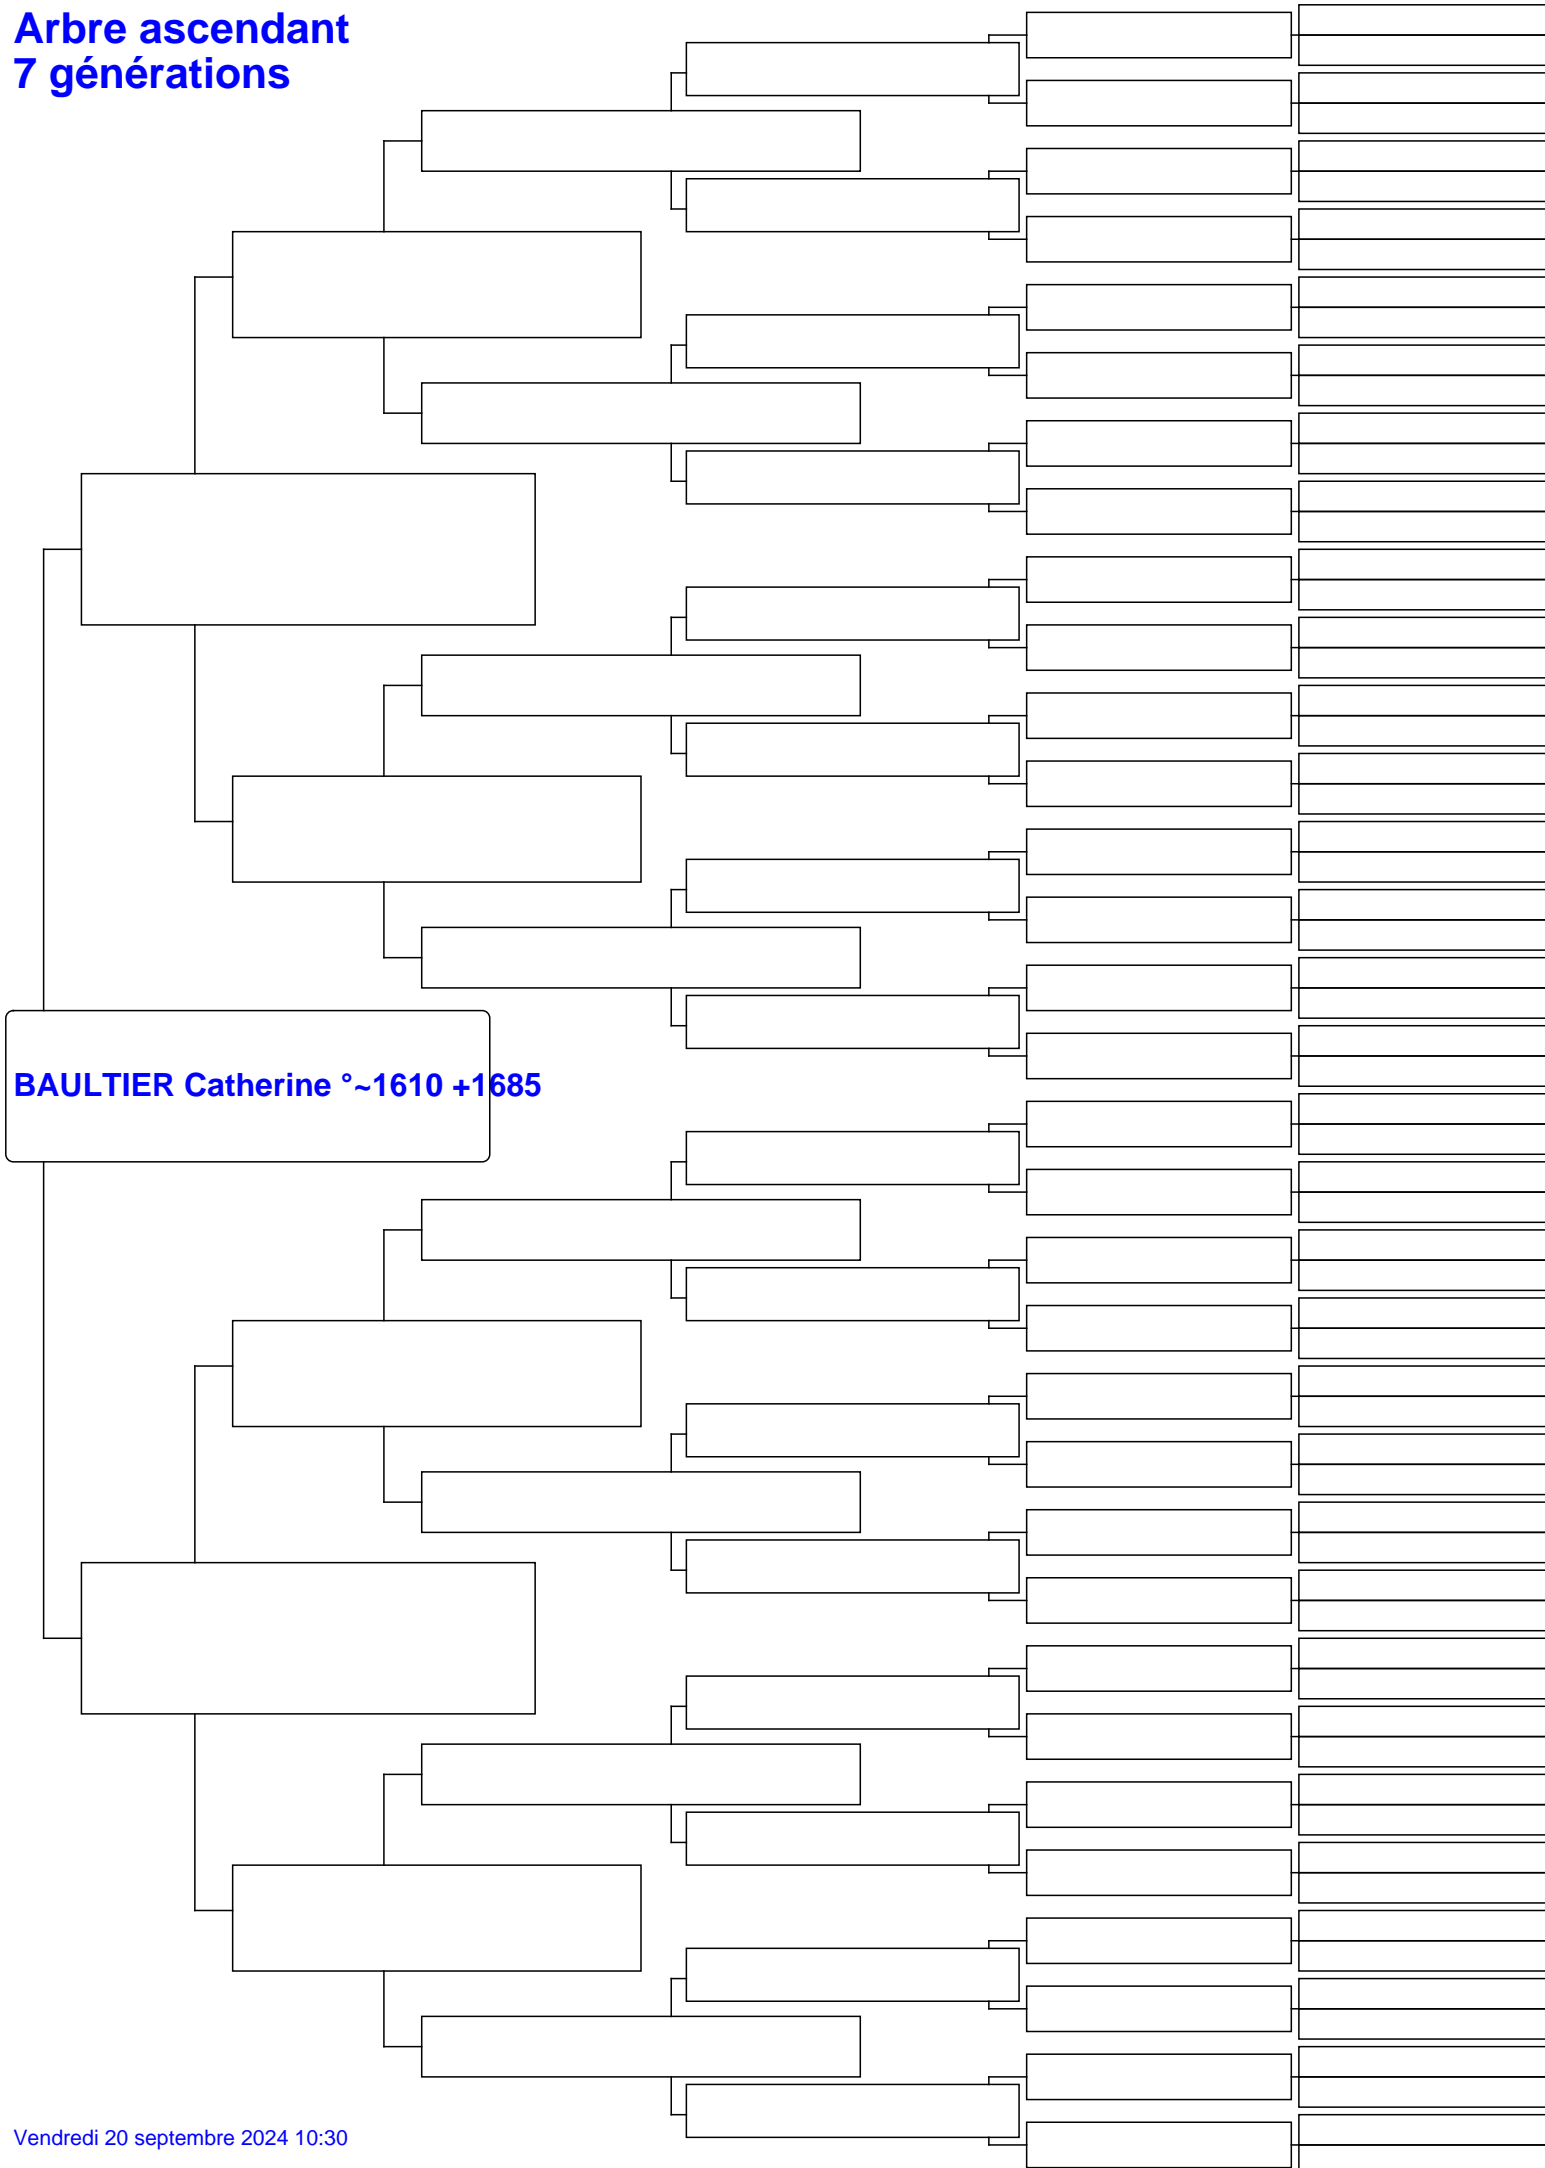 Arbre ascendant
7 générations
BAULTIER Catherine °~1610 +1685
Vendredi 20 septembre 2024 10:30